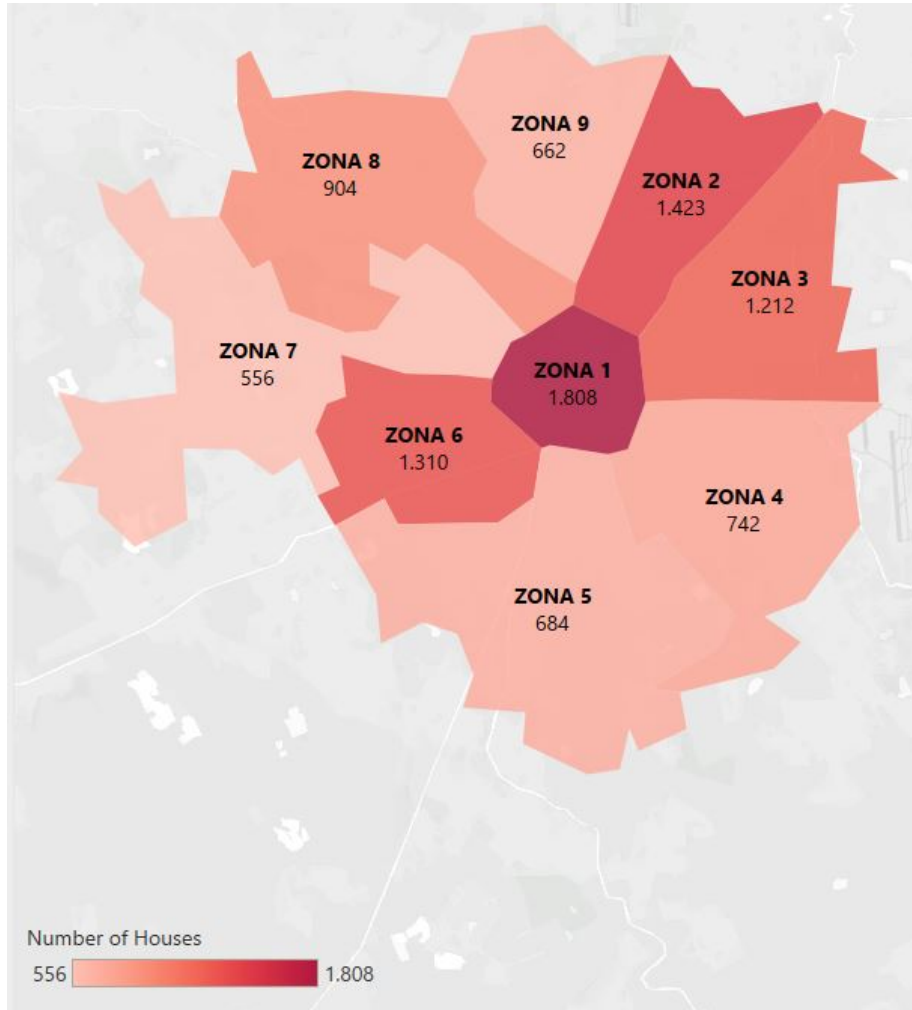 ZONA 9
662
ZONA 8
904
ZONA 2
1.423
ZONA 3
1.212
ZONA 7
556
ZONA 1
1.808
ZONA 6
1.310
ZONA 4
742
ZONA 5
684
Number of Houses
556 1.808